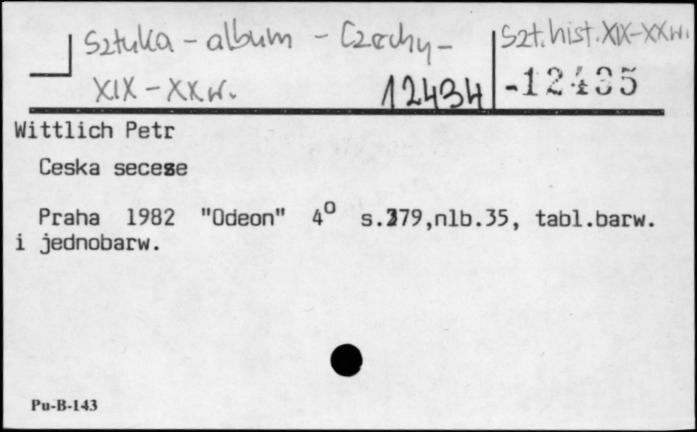 Sztuka - album - Czechy -
XIX - XX w.
12434
Szt. hist. XIX-XX w.
-12435
Wittlich Petr
Ceska secese
Praha 1982 "Odeon" 4° s.379,nlb.35, tabl.barw.
i jednobarw.
Pu-B-143